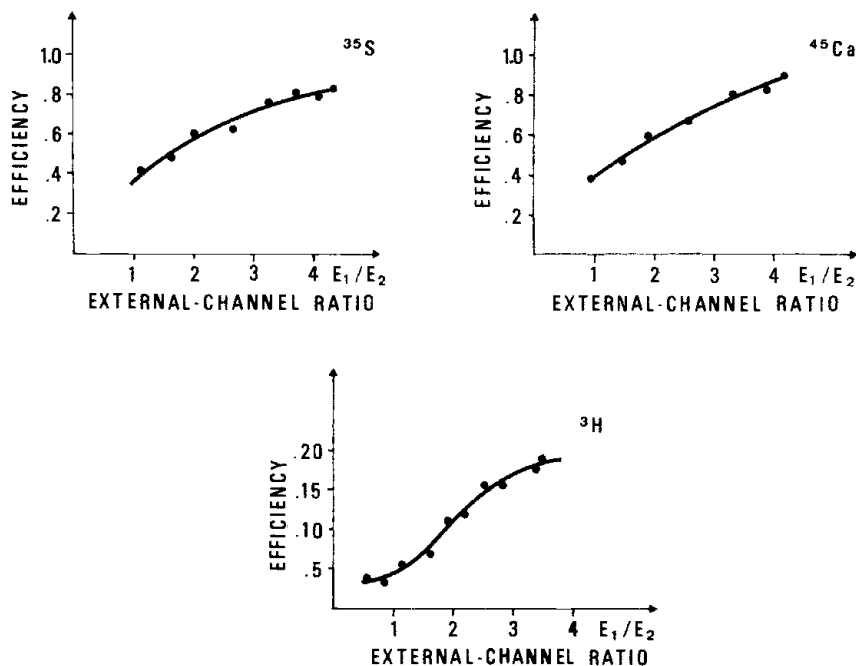 ³⁵S
1.0
.8
.6
.4
.2
EFFICIENCY
1 2 3 4 E₁/E₂
EXTERNAL-CHANNEL RATIO
⁴⁵Ca
1.0
.8
.6
.4
.2
EFFICIENCY
1 2 3 4 E₁/E₂
EXTERNAL-CHANNEL RATIO
³H
.20
.15
.10
.5
EFFICIENCY
1 2 3 4 E₁/E₂
EXTERNAL-CHANNEL RATIO